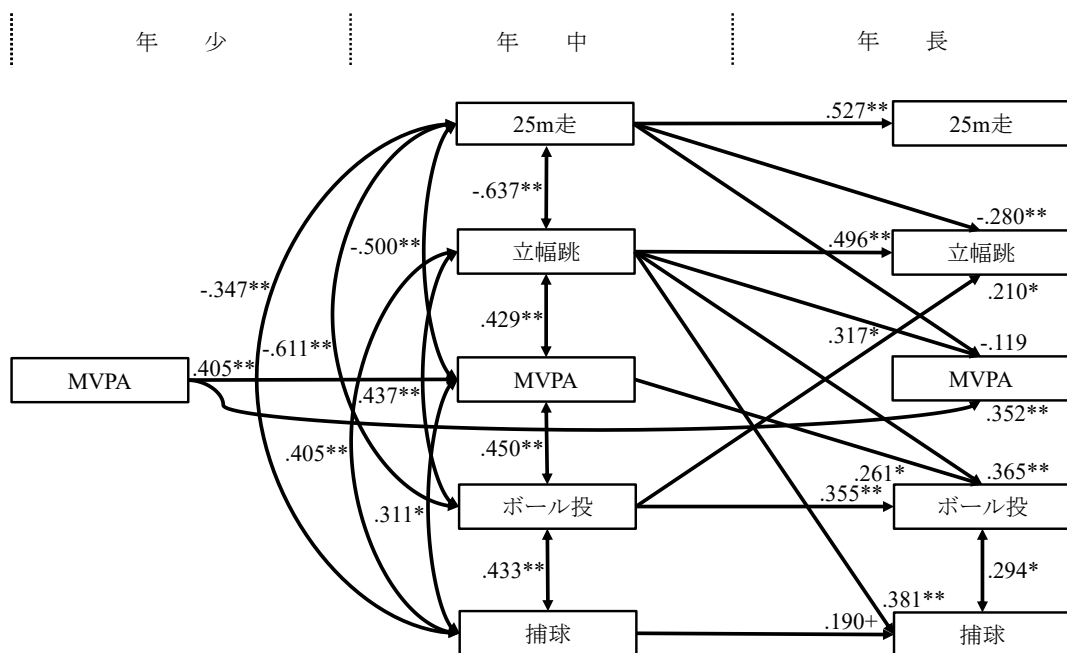 年 少
年 中
年 長
25m走
.527**
25m走
-.637**
-.280**
-.500**
立幅跳
.496**
立幅跳
-.347**
.210*
.429**
.317*
-.611**
-.119
MVPA
.405**
MVPA
MVPA
.437**
.352**
.405**
.450**
.261*
.365**
.311*
ボール投
.355**
ボール投
.433**
.294*
.381**
.190+
捕球
捕球